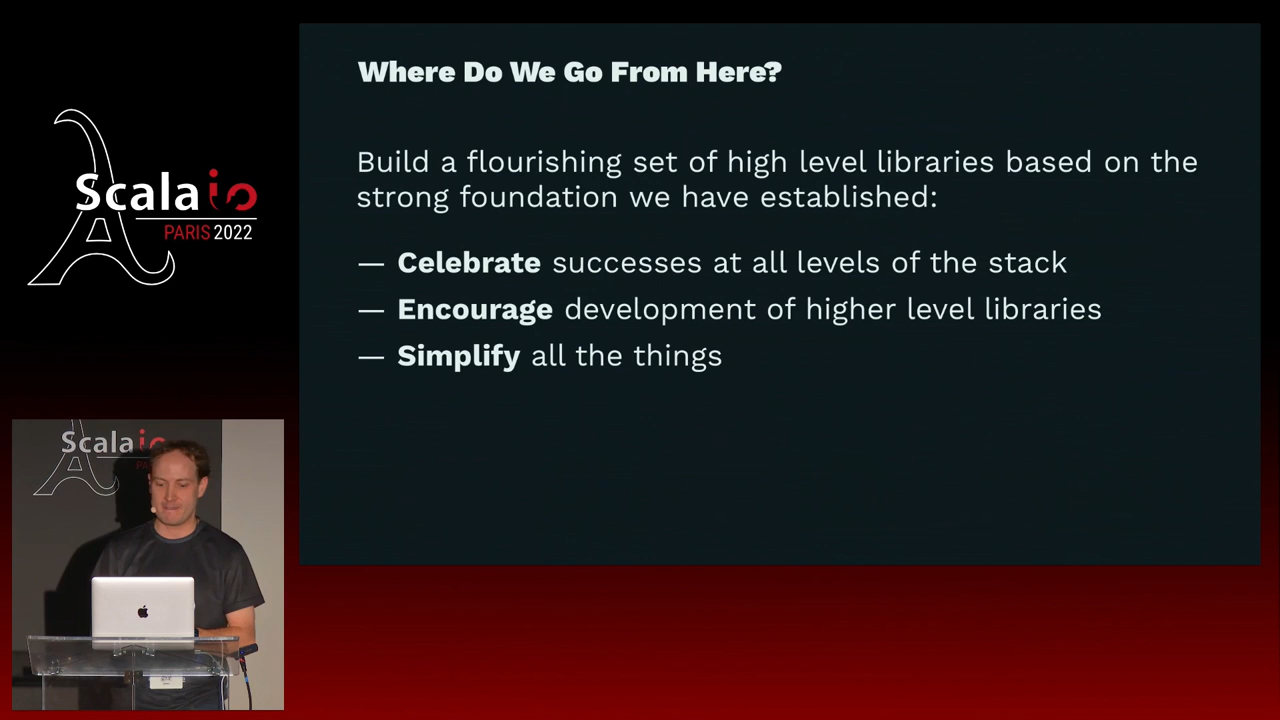 Where Do We Go From Here?
Build a flourishing set of high level libraries based on the
strong foundation we have established:
— Celebrate successes at all levels of the stack
— Encourage development of higher level libraries
— Simplify all the things
Scala io
PARIS 2022
Scala io